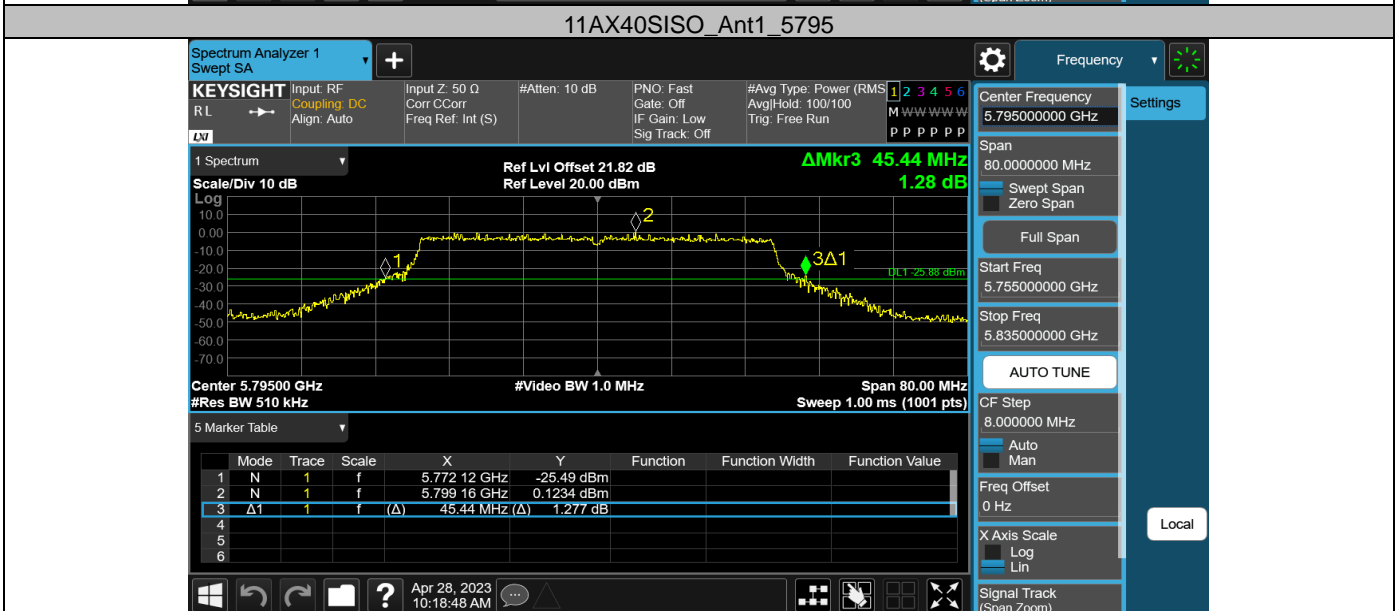 11AX40SISO_Ant1_5795
Spectrum Analyzer 1
Swept SA
Frequency
KEYSIGHT
R L
LXI
Input: RF
Coupling: DC
Align: Auto
Input Z: 50 Ω
Corr CCorr
Freq Ref: Int (S)
#Atten: 10 dB
PNO: Fast
Gate: Off
IF Gain: Low
Sig Track: Off
#Avg Type: Power (RMS
Avg|Hold: 100/100
Trig: Free Run
1 2 3 4 5 6
M W W W W W
P P P P P P
1 Spectrum
Scale/Div 10 dB
Ref Lvl Offset 21.82 dB
Ref Level 20.00 dBm
ΔMkr3 45.44 MHz
1.28 dB
Log
10.0
0.00
-10.0
-20.0
-30.0
-40.0
-50.0
-60.0
-70.0
1
2
3Δ1
DL1 -25.88 dBm
Center 5.79500 GHz
#Video BW 1.0 MHz
Span 80.00 MHz
#Res BW 510 kHz
Sweep 1.00 ms (1001 pts)
5 Marker Table
Mode Trace Scale X Y Function Function Width Function Value
1 N 1 f 5.772 12 GHz -25.49 dBm
2 N 1 f 5.799 16 GHz 0.1234 dBm
3 Δ1 1 f (Δ) 45.44 MHz (Δ) 1.277 dB
4
5
6
?
Apr 28, 2023
10:18:48 AM
Center Frequency
5.795000000 GHz
Settings
Span
80.0000000 MHz
Swept Span
Zero Span
Full Span
Start Freq
5.755000000 GHz
Stop Freq
5.835000000 GHz
AUTO TUNE
CF Step
8.000000 MHz
Auto
Man
Freq Offset
0 Hz
Local
X Axis Scale
Log
Lin
Signal Track
(Span Zoom)